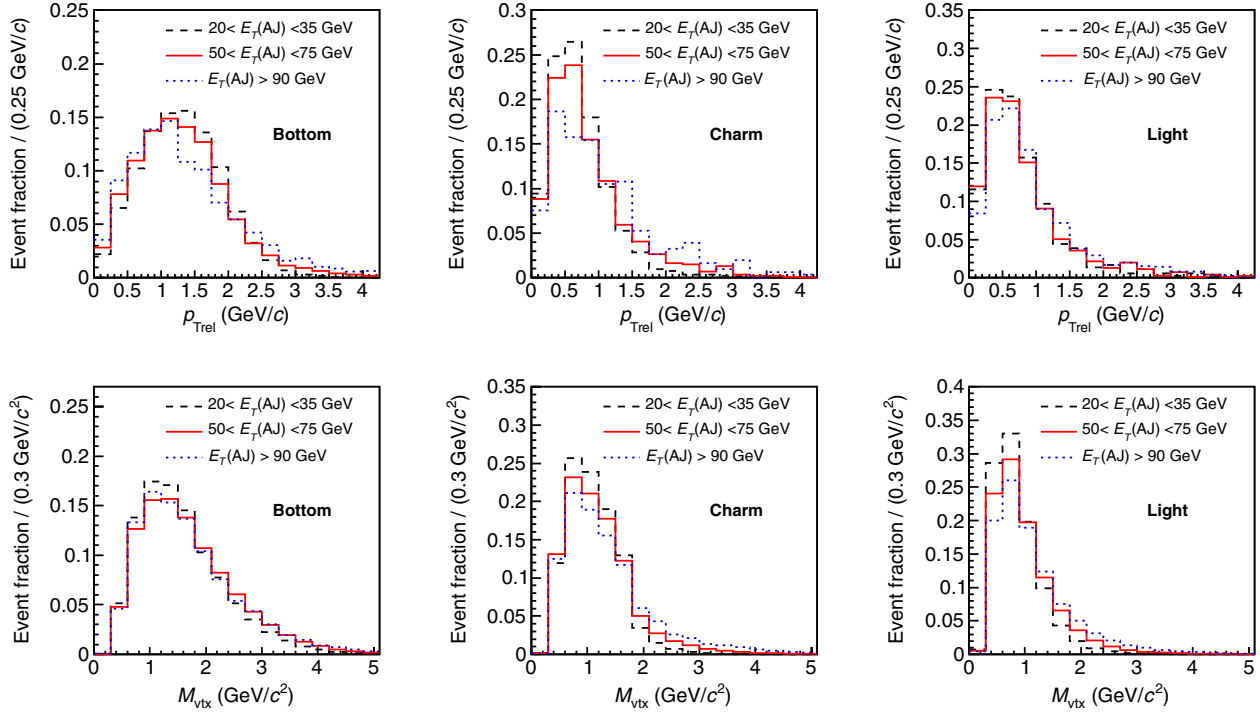 Event fraction / (0.25 GeV/c)
0.25
0.2
0.15
0.1
0.05
0
20< E_T(AJ) <35 GeV
50< E_T(AJ) <75 GeV
E_T(AJ) > 90 GeV
Bottom
0 0.5 1 1.5 2 2.5 3 3.5 4
p_Trel (GeV/c)
Event fraction / (0.25 GeV/c)
0.3
0.25
0.2
0.15
0.1
0.05
0
20< E_T(AJ) <35 GeV
50< E_T(AJ) <75 GeV
E_T(AJ) > 90 GeV
Charm
0 0.5 1 1.5 2 2.5 3 3.5 4
p_Trel (GeV/c)
Event fraction / (0.25 GeV/c)
0.35
0.3
0.25
0.2
0.15
0.1
0.05
0
20< E_T(AJ) <35 GeV
50< E_T(AJ) <75 GeV
E_T(AJ) > 90 GeV
Light
0 0.5 1 1.5 2 2.5 3 3.5 4
p_Trel (GeV/c)
Event fraction / (0.3 GeV/c²)
0.25
0.2
0.15
0.1
0.05
0
20< E_T(AJ) <35 GeV
50< E_T(AJ) <75 GeV
E_T(AJ) > 90 GeV
Bottom
0 1 2 3 4 5
M_vtx (GeV/c²)
Event fraction / (0.3 GeV/c²)
0.35
0.3
0.25
0.2
0.15
0.1
0.05
0
20< E_T(AJ) <35 GeV
50< E_T(AJ) <75 GeV
E_T(AJ) > 90 GeV
Charm
0 1 2 3 4 5
M_vtx (GeV/c²)
Event fraction / (0.3 GeV/c²)
0.4
0.35
0.3
0.25
0.2
0.15
0.1
0.05
0
20< E_T(AJ) <35 GeV
50< E_T(AJ) <75 GeV
E_T(AJ) > 90 GeV
Light
0 1 2 3 4 5
M_vtx (GeV/c²)